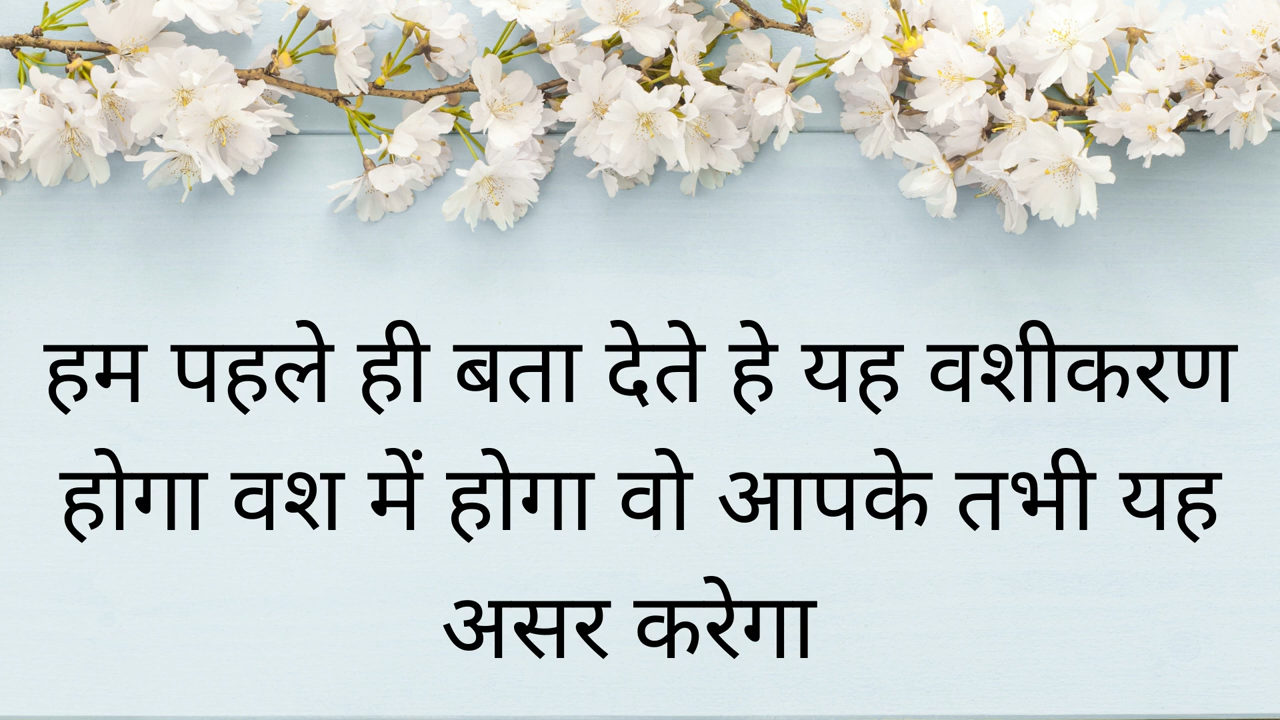 हम पहले ही बता देते हे यह वशीकरण
होगा वश में होगा वो आपके तभी यह
असर करेगा